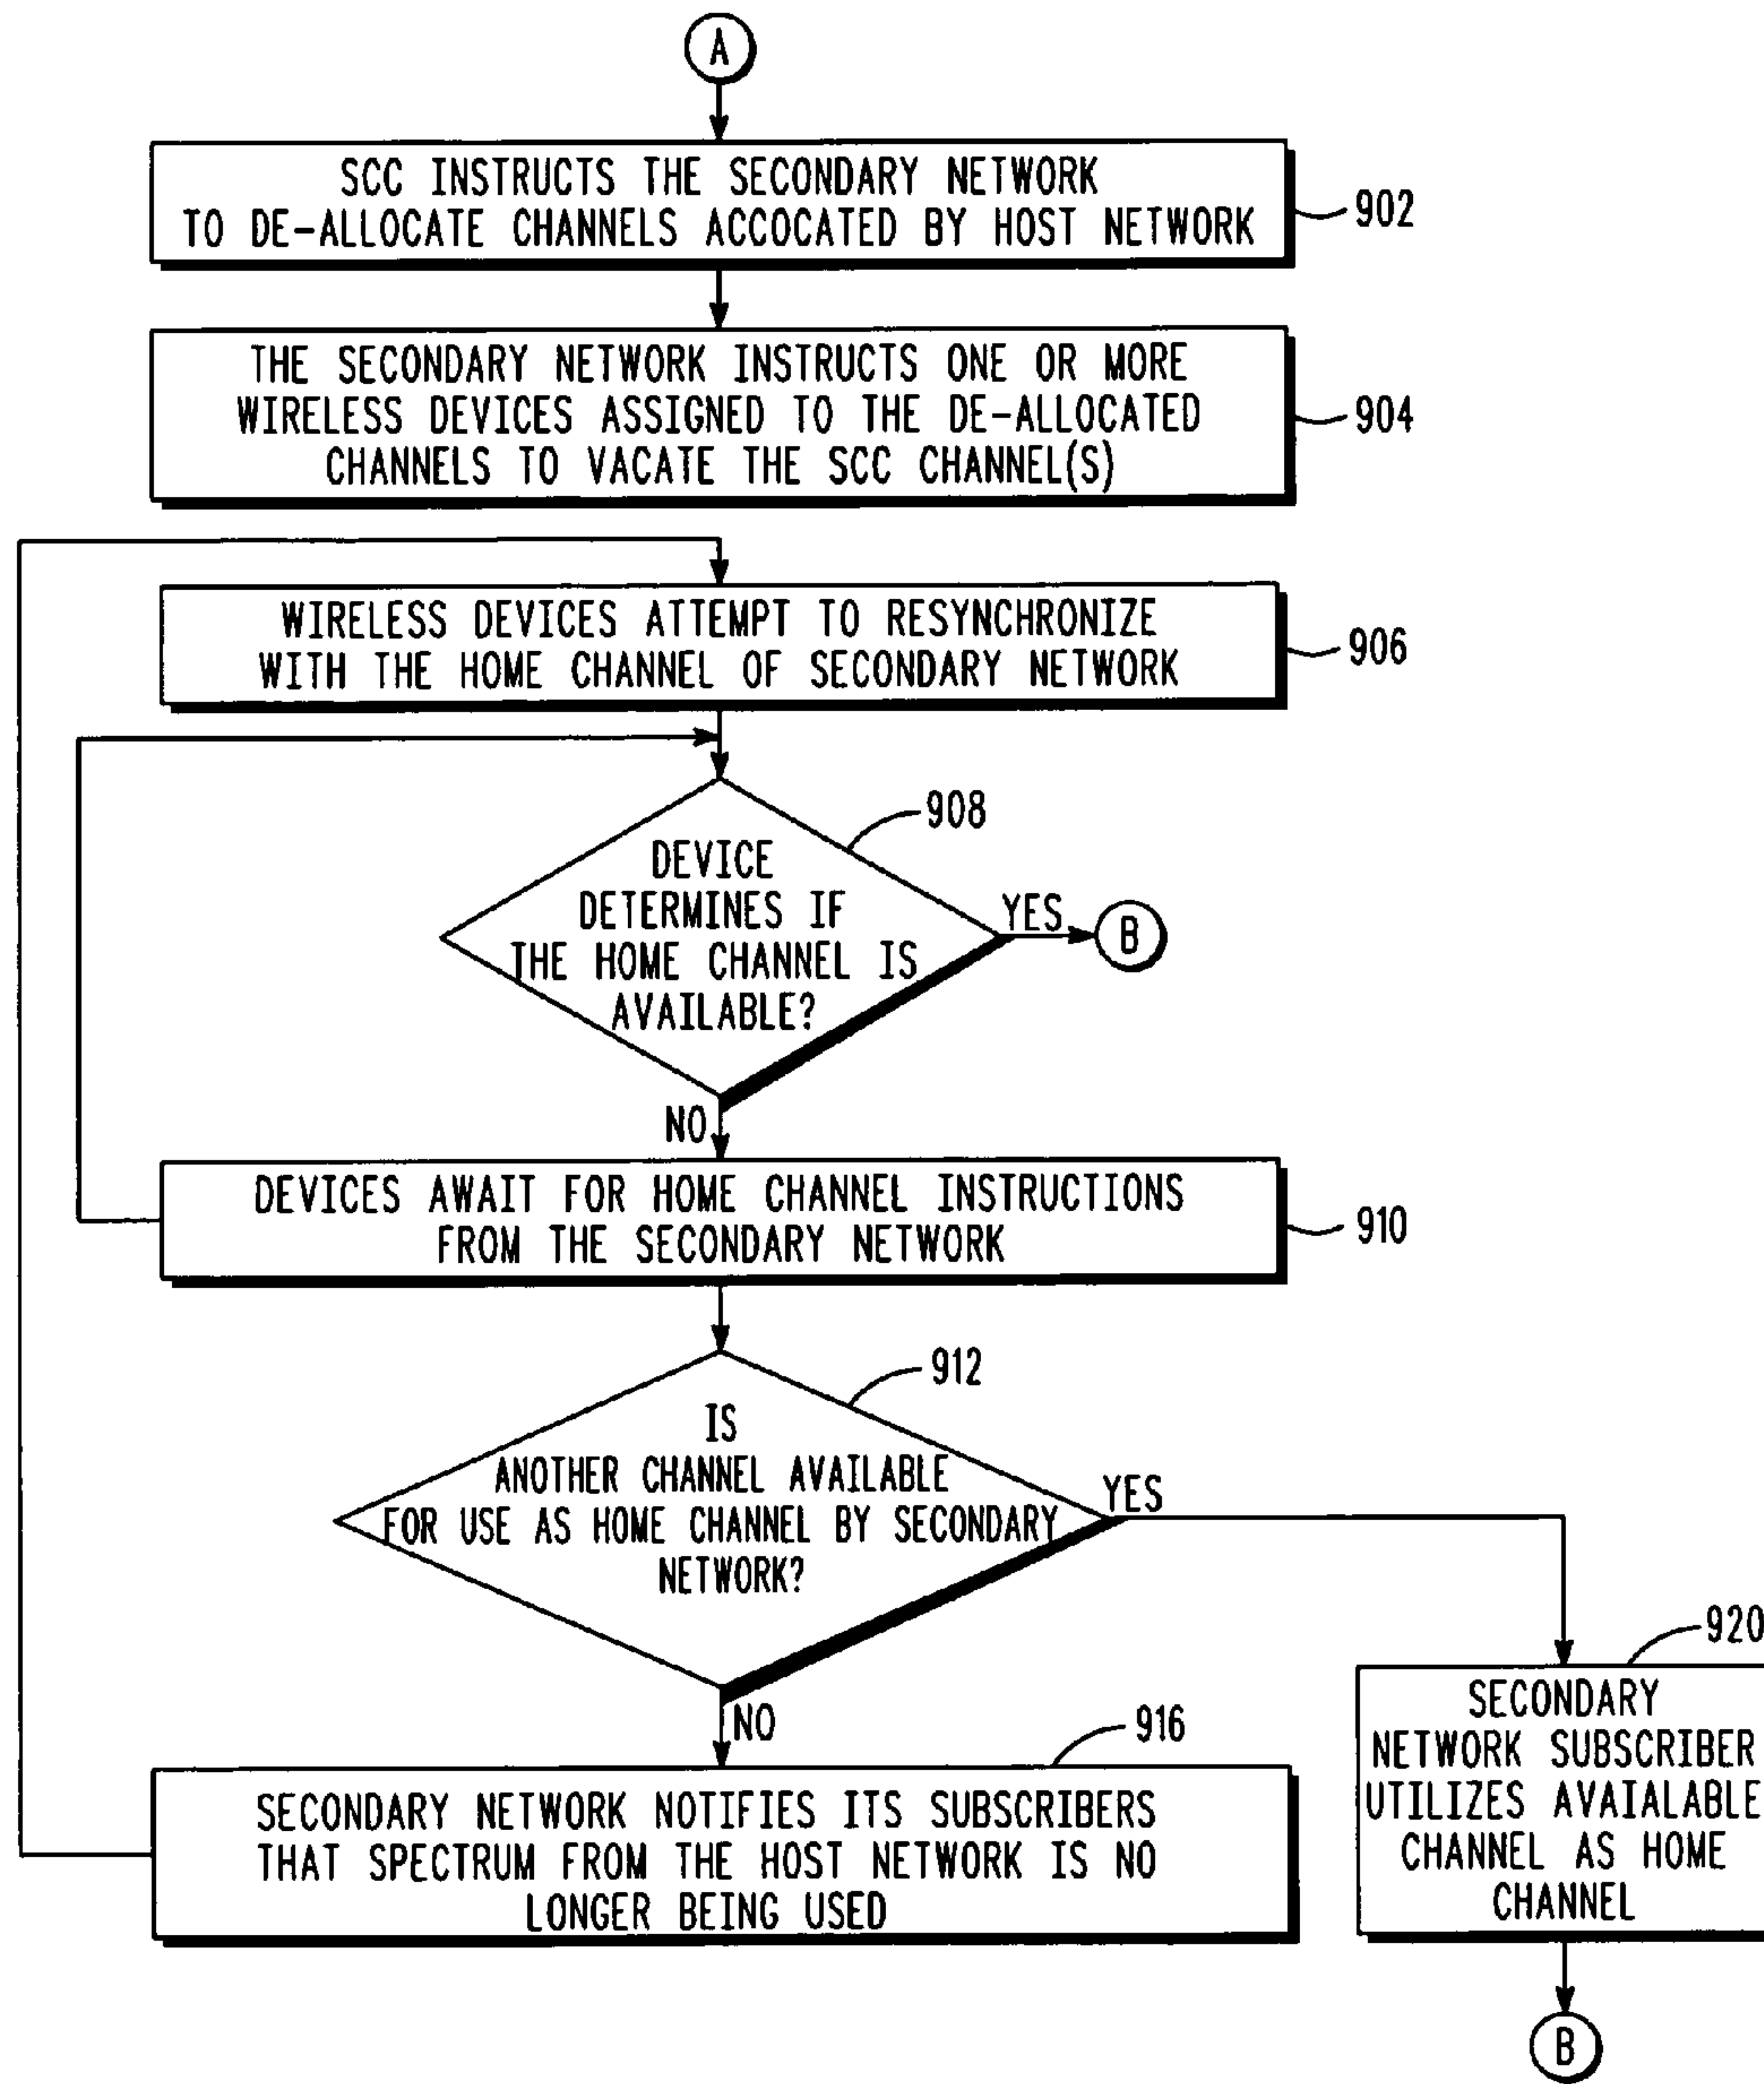 A
SCC INSTRUCTS THE SECONDARY NETWORK
TO DE-ALLOCATE CHANNELS ACCOCATED BY HOST NETWORK
902
THE SECONDARY NETWORK INSTRUCTS ONE OR MORE
WIRELESS DEVICES ASSIGNED TO THE DE-ALLOCATED
CHANNELS TO VACATE THE SCC CHANNEL(S)
904
WIRELESS DEVICES ATTEMPT TO RESYNCHRONIZE
WITH THE HOME CHANNEL OF SECONDARY NETWORK
906
908
DEVICE
DETERMINES IF
THE HOME CHANNEL IS
AVAILABLE?
YES
B
NO
DEVICES AWAIT FOR HOME CHANNEL INSTRUCTIONS
FROM THE SECONDARY NETWORK
910
912
IS
ANOTHER CHANNEL AVAILABLE
FOR USE AS HOME CHANNEL BY SECONDARY
NETWORK?
YES
NO
916
SECONDARY NETWORK NOTIFIES ITS SUBSCRIBERS
THAT SPECTRUM FROM THE HOST NETWORK IS NO
LONGER BEING USED
920
SECONDARY
NETWORK SUBSCRIBER
UTILIZES AVAIALABLE
CHANNEL AS HOME
CHANNEL
B